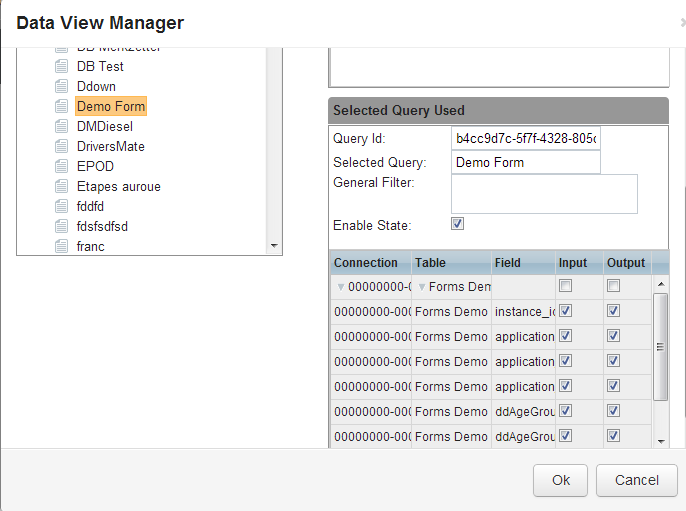 Data View Manager
DB Merkzettel
DB Test
Ddown
Demo Form
DMDiesel
DriversMate
EPOD
Etapes auroue
fddfd
fdsfsdfsd
franc
Selected Query Used
Query Id: b4cc9d7c-5f7f-4328-805c
Selected Query: Demo Form
General Filter:
Enable State:
Connection Table Field Input Output
00000000-0 Forms Dem
00000000-000 Forms Demo instance_ic
00000000-000 Forms Demo application
00000000-000 Forms Demo application
00000000-000 Forms Demo application
00000000-000 Forms Demo ddAgeGrou
00000000-000 Forms Demo ddAgeGrou
Ok Cancel